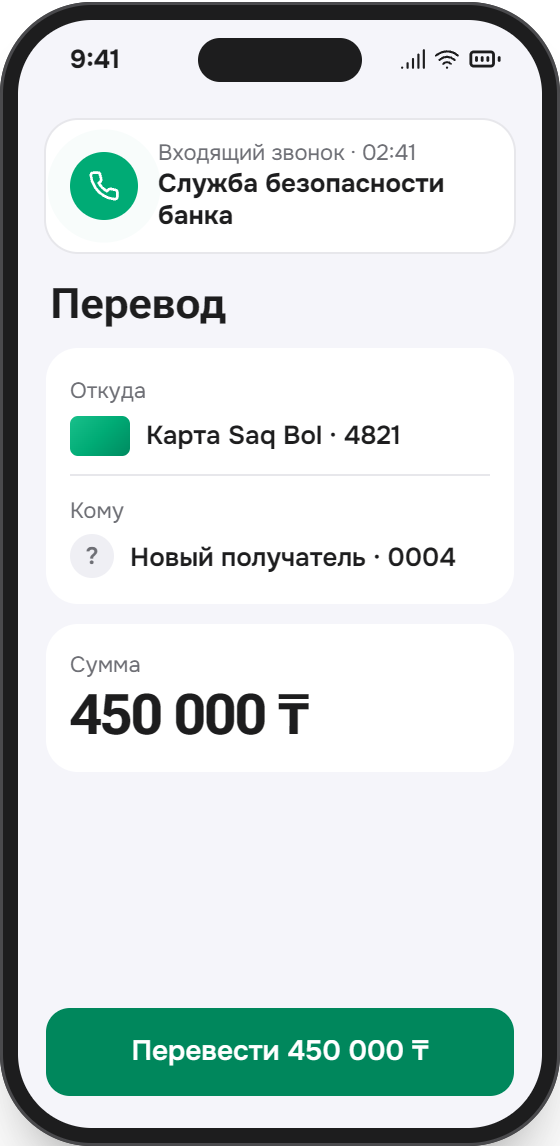 9:41
Входящий звонок · 02:41
Служба безопасности
банка
Перевод
Откуда
Карта Saq Bol · 4821
Кому
? Новый получатель · 0004
Сумма
450 000 ₸
Перевести 450 000 ₸